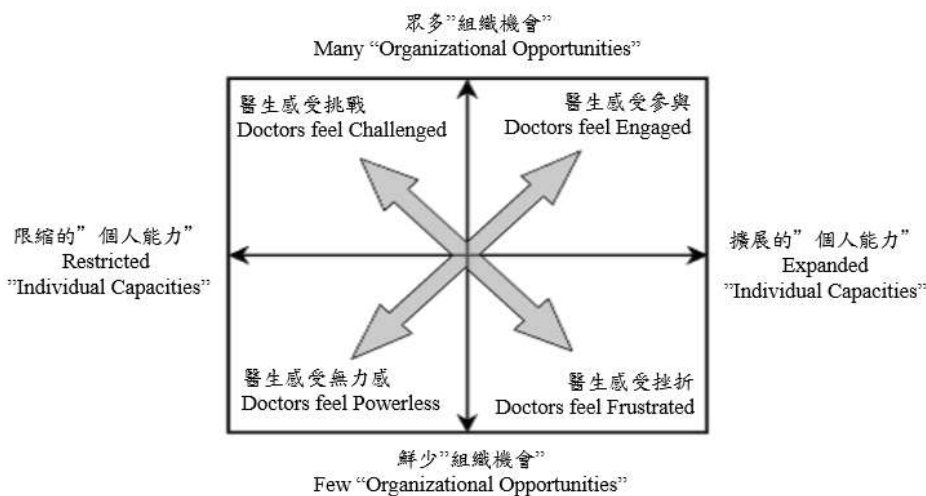 眾多”組織機會”
Many “Organizational Opportunities”
醫生感受挑戰
Doctors feel Challenged
醫生感受參與
Doctors feel Engaged
限縮的”個人能力”
Restricted
”Individual Capacities”
擴展的”個人能力”
Expanded
”Individual Capacities”
醫生感受無力感
Doctors feel Powerless
醫生感受挫折
Doctors feel Frustrated
鮮少”組織機會”
Few “Organizational Opportunities”